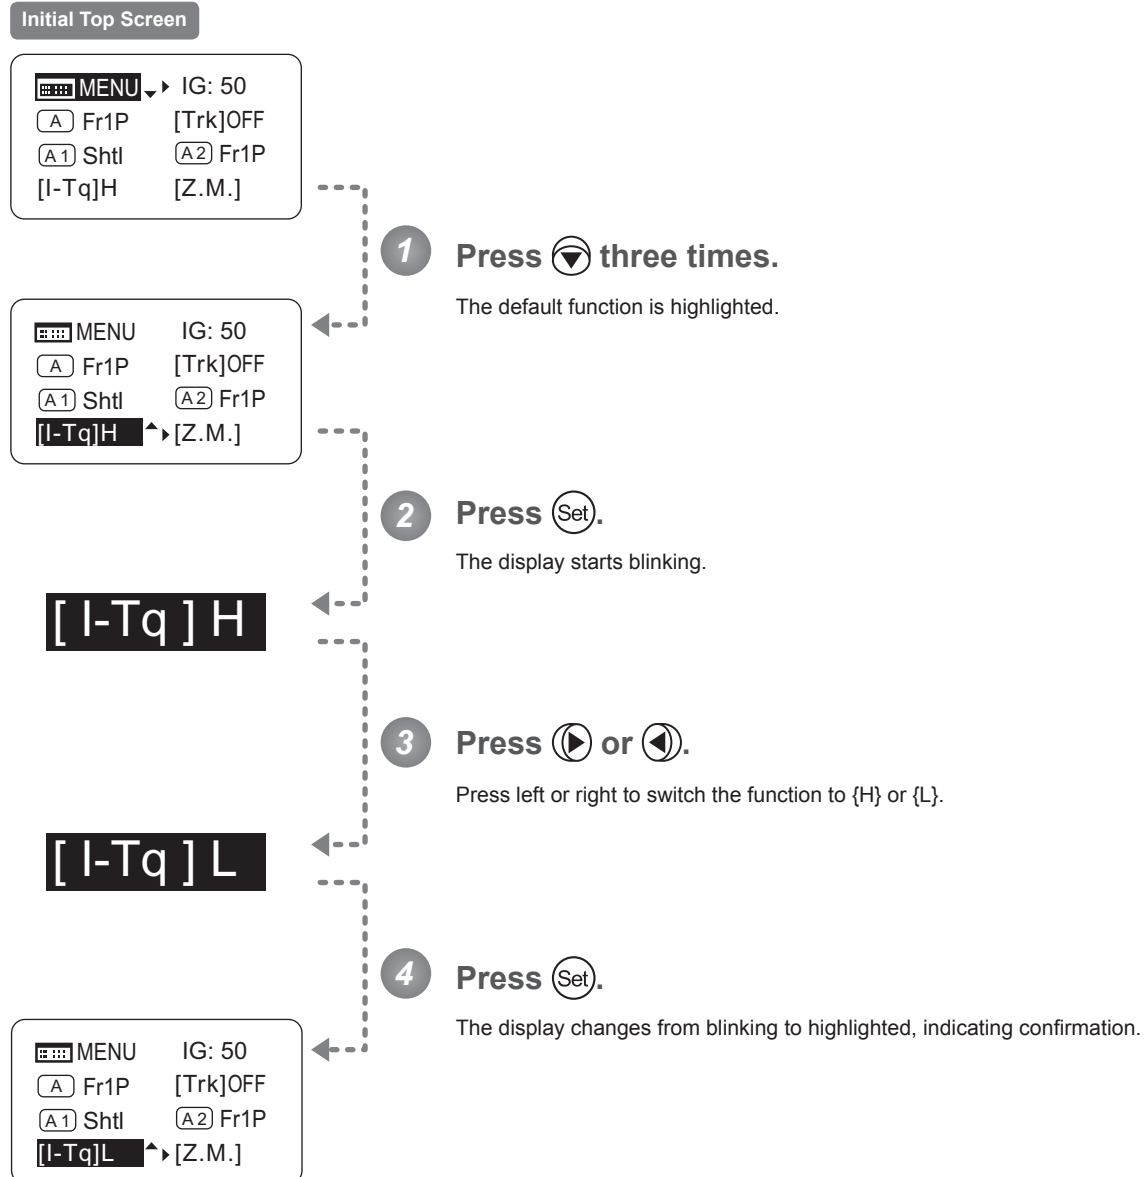 Initial Top Screen
MENU IG: 50
A Fr1P [Trk]OFF
A1 Shtl A2 Fr1P
[I-Tq]H [Z.M.]
1 Press three times.
The default function is highlighted.
MENU IG: 50
A Fr1P [Trk]OFF
A1 Shtl A2 Fr1P
[I-Tq]H [Z.M.]
2 Press Set.
The display starts blinking.
[ I-Tq ] H
3 Press or .
Press left or right to switch the function to {H} or {L}.
[ I-Tq ] L
4 Press Set.
The display changes from blinking to highlighted, indicating confirmation.
MENU IG: 50
A Fr1P [Trk]OFF
A1 Shtl A2 Fr1P
[I-Tq]L [Z.M.]